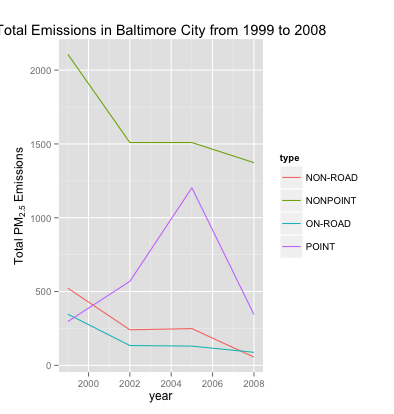 Total Emissions in Baltimore City from 1999 to 2008
Total PM2.5 Emissions
2000
1500
1000
500
0
2000 2002 2004 2006 2008
year
type
NON-ROAD
NONPOINT
ON-ROAD
POINT